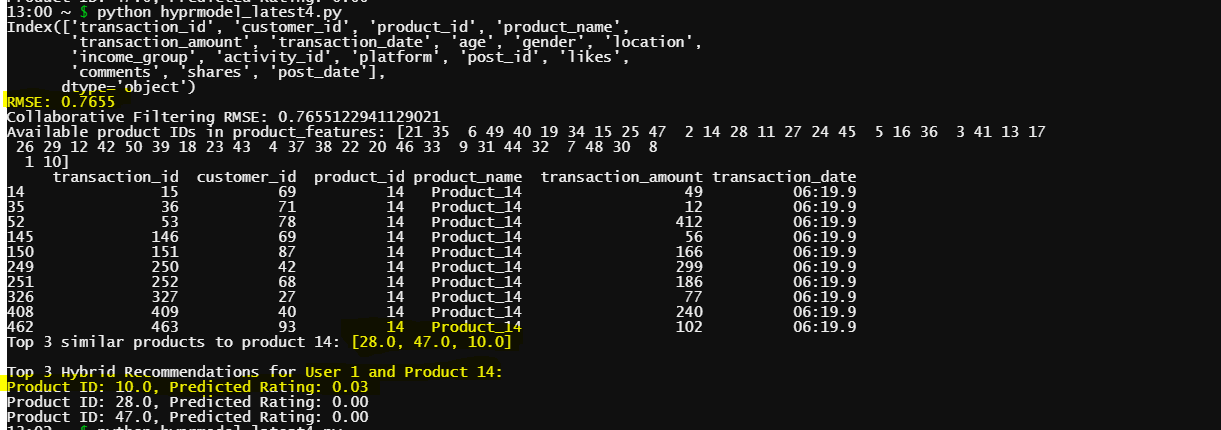 13:00 ~ $ python hyprmodel_latest4.py
Index(['transaction_id', 'customer_id', 'product_id', 'product_name',
'transaction_amount', 'transaction_date', 'age', 'gender', 'location',
'income_group', 'activity_id', 'platform', 'post_id', 'likes',
'comments', 'shares', 'post_date'],
dtype='object')
RMSE: 0.7655
Collaborative Filtering RMSE: 0.7655122941129021
Available product IDs in product_features: [21 35  6 49 40 19 34 15 25 47  2 14 28 11 27 24 45  5 16 36  3 41 13 17
26 29 12 42 50 39 18 23 43  4 37 38 22 20 46 33  9 31 44 32  7 48 30  8
1 10]
transaction_id  customer_id  product_id product_name  transaction_amount transaction_date
14 15 69 14 Product_14 49 06:19.9
35 36 71 14 Product_14 12 06:19.9
52 53 78 14 Product_14 412 06:19.9
145 146 69 14 Product_14 56 06:19.9
150 151 87 14 Product_14 166 06:19.9
249 250 42 14 Product_14 299 06:19.9
251 252 68 14 Product_14 186 06:19.9
326 327 27 14 Product_14 77 06:19.9
408 409 40 14 Product_14 240 06:19.9
462 463 93 14 Product_14 102 06:19.9
Top 3 similar products to product 14: [28.0, 47.0, 10.0]
Top 3 Hybrid Recommendations for User 1 and Product 14:
Product ID: 10.0, Predicted Rating: 0.03
Product ID: 28.0, Predicted Rating: 0.00
Product ID: 47.0, Predicted Rating: 0.00